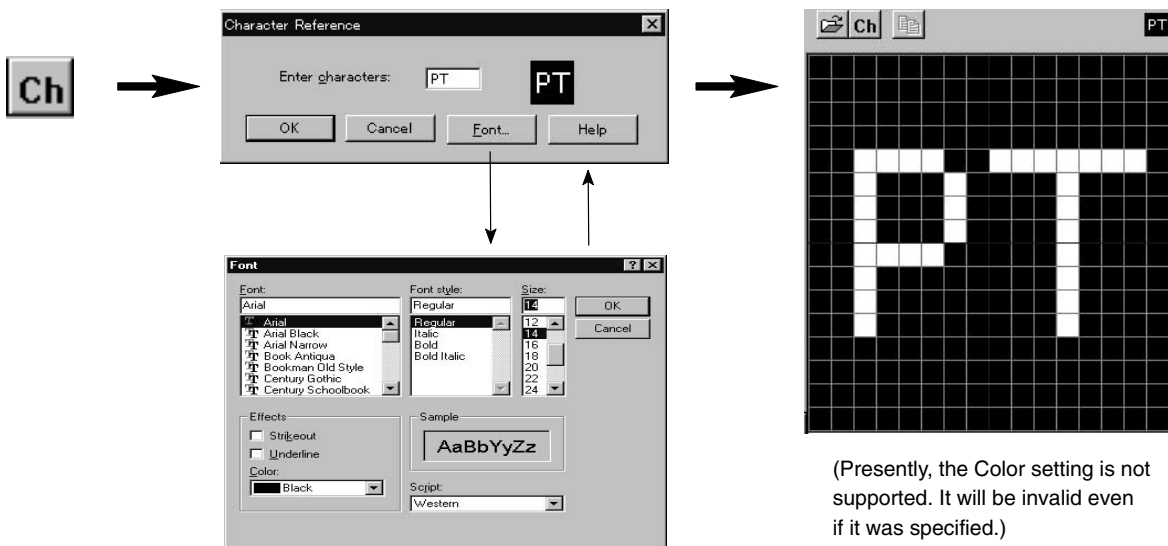 Ch
Character Reference
Enter characters: PT
PT
OK Cancel Font... Help
Ch
PT
PT
Font
Font: Font style: Size:
Arial Regular 14
OK
Cancel
Arial
Arial Black
Arial Narrow
Book Antiqua
Bookman Old Style
Century Gothic
Century Schoolbook
Regular
Italic
Bold
Bold Italic
12
14
16
18
20
22
24
Effects
Strikeout
Underline
Color:
Black
Sample
AaBbYyZz
Script:
Western
(Presently, the Color setting is not
supported. It will be invalid even
if it was specified.)